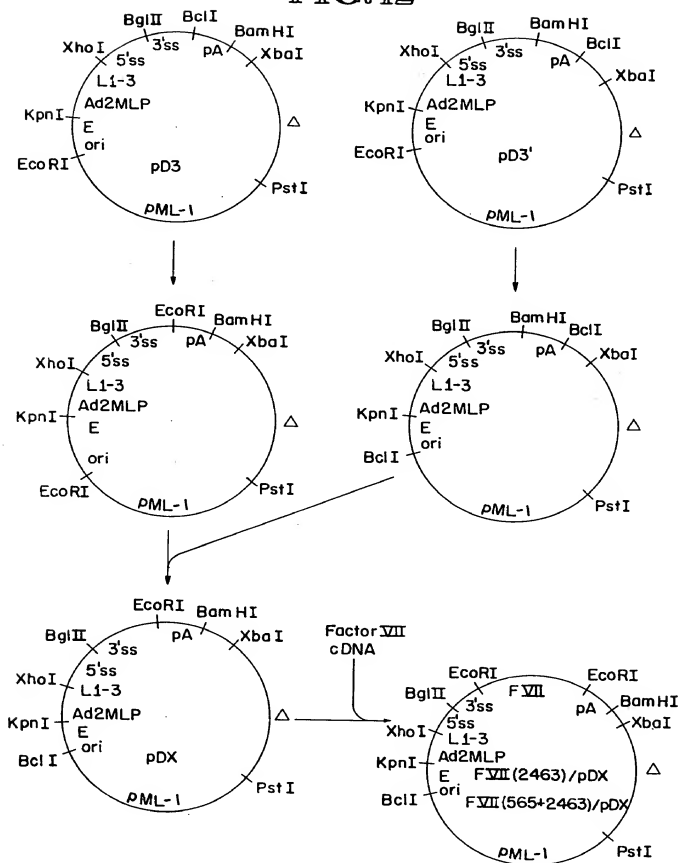 BglII
BclI
3'ss
pA
BamHI
XhoI
5'ss
XbaI
L1-3
Ad2MLP
KpnI
E
ori
EcoRI
pD3
PstI
pML-1
Δ
BglII
BamHI
3'ss
BclI
pA
XhoI
5'ss
XbaI
L1-3
Ad2MLP
KpnI
E
ori
EcoRI
pD3'
PstI
pML-1
Δ
EcoRI
BglII
BamHI
3'ss
pA
XbaI
XhoI
5'ss
L1-3
Ad2MLP
KpnI
E
ori
EcoRI
PstI
pML-1
Δ
BglII
BamHI
3'ss
BclI
pA
XhoI
5'ss
XbaI
L1-3
Ad2MLP
KpnI
E
ori
BclI
PstI
pML-1
Δ
EcoRI
BamHI
BglII
pA
3'ss
XbaI
5'ss
XhoI
L1-3
Ad2MLP
KpnI
E
ori
BclI
pDX
PstI
pML-1
Δ
Factor VII
cDNA
EcoRI
FVII
EcoRI
BglII
3'ss
pA
BamHI
XhoI
5'ss
XbaI
L1-3
Ad2MLP
KpnI
E
FVII(2463)/pDX
ori
BclI
FVII(565+2463)/pDX
PstI
pML-1
Δ